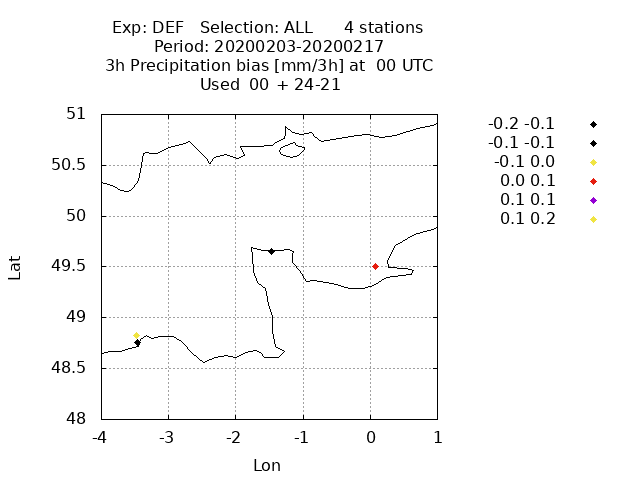 Exp: DEF   Selection: ALL      4 stations
Period: 20200203-20200217
3h Precipitation bias [mm/3h] at  00 UTC
Used  00 + 24-21
-0.2 -0.1
-0.1 -0.1
-0.1 0.0
0.0 0.1
0.1 0.1
0.1 0.2
51
50.5
50
49.5
49
48.5
48
Lat
-4 -3 -2 -1 0 1
Lon